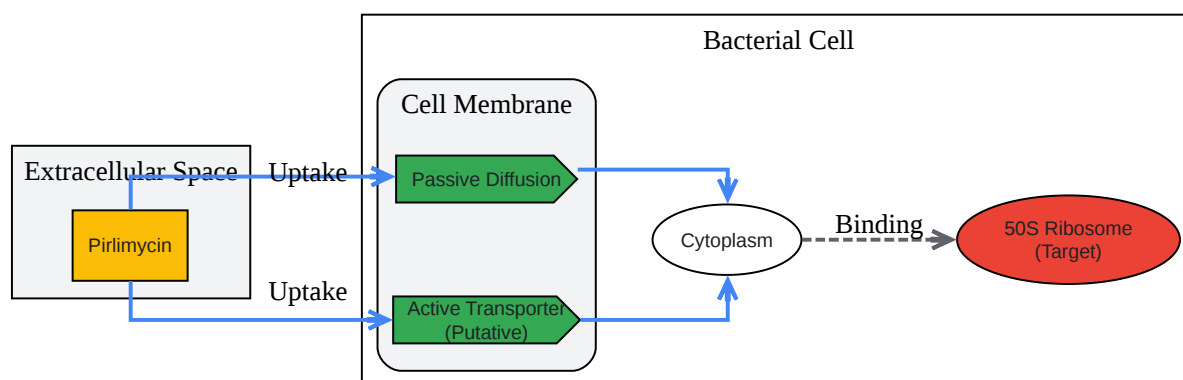 Bacterial Cell
Cell Membrane
Extracellular Space
Uptake
Passive Diffusion
Pirlimycin
Cytoplasm
Binding
50S Ribosome
(Target)
Uptake
Active Transporter
(Putative)